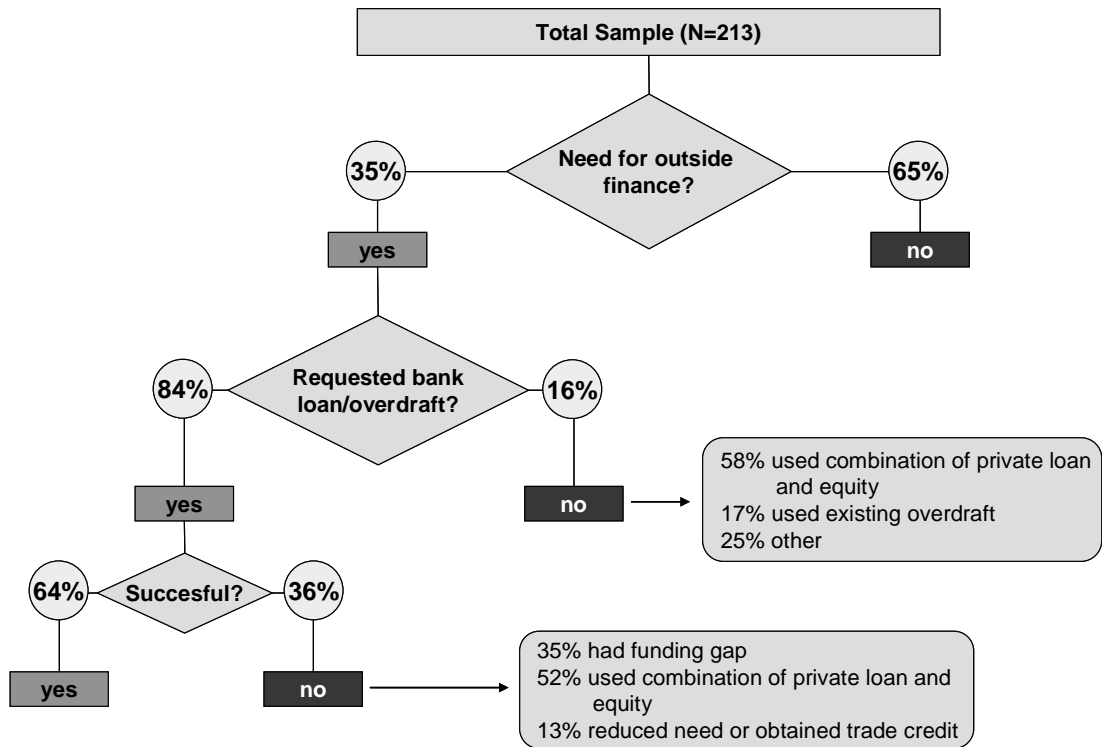 Total Sample (N=213)
Need for outside
finance?
35%
65%
yes
no
Requested bank
loan/overdraft?
84%
16%
yes
no
58% used combination of private loan
and equity
17% used existing overdraft
25% other
Succesful?
64%
36%
yes
no
35% had funding gap
52% used combination of private loan and
equity
13% reduced need or obtained trade credit